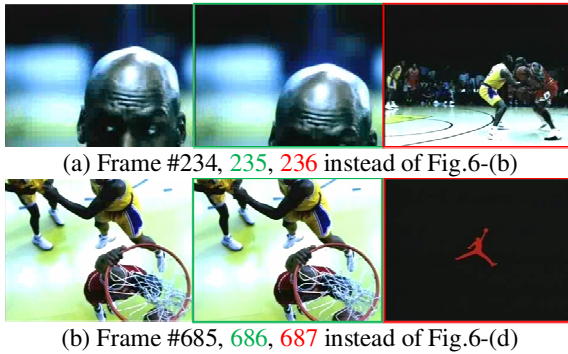 (a) Frame #234, 235, 236 instead of Fig.6-(b)
(b) Frame #685, 686, 687 instead of Fig.6-(d)